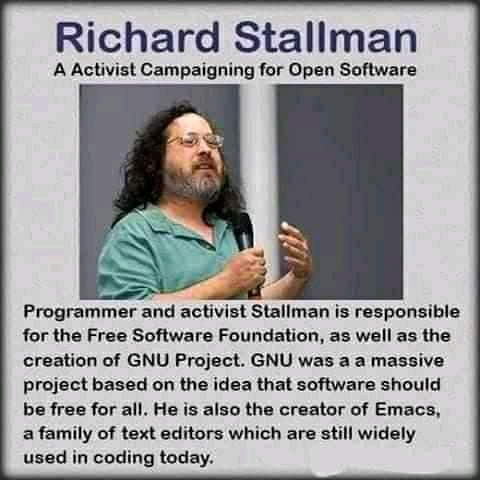 Richard Stallman
A Activist Campaigning for Open Software
Programmer and activist Stallman is responsible
for the Free Software Foundation, as well as the
creation of GNU Project. GNU was a a massive
project based on the idea that software should
be free for all. He is also the creator of Emacs,
a family of text editors which are still widely
used in coding today.